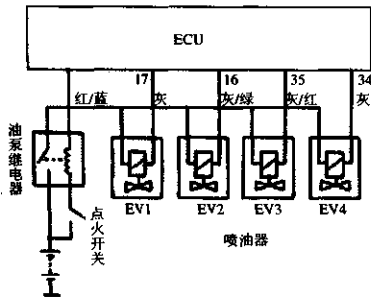 ECU
17 16 35 34
红/蓝 灰 灰/绿 灰/红 灰
油泵继电器
点火开关
EV1 EV2 EV3 EV4
喷油器